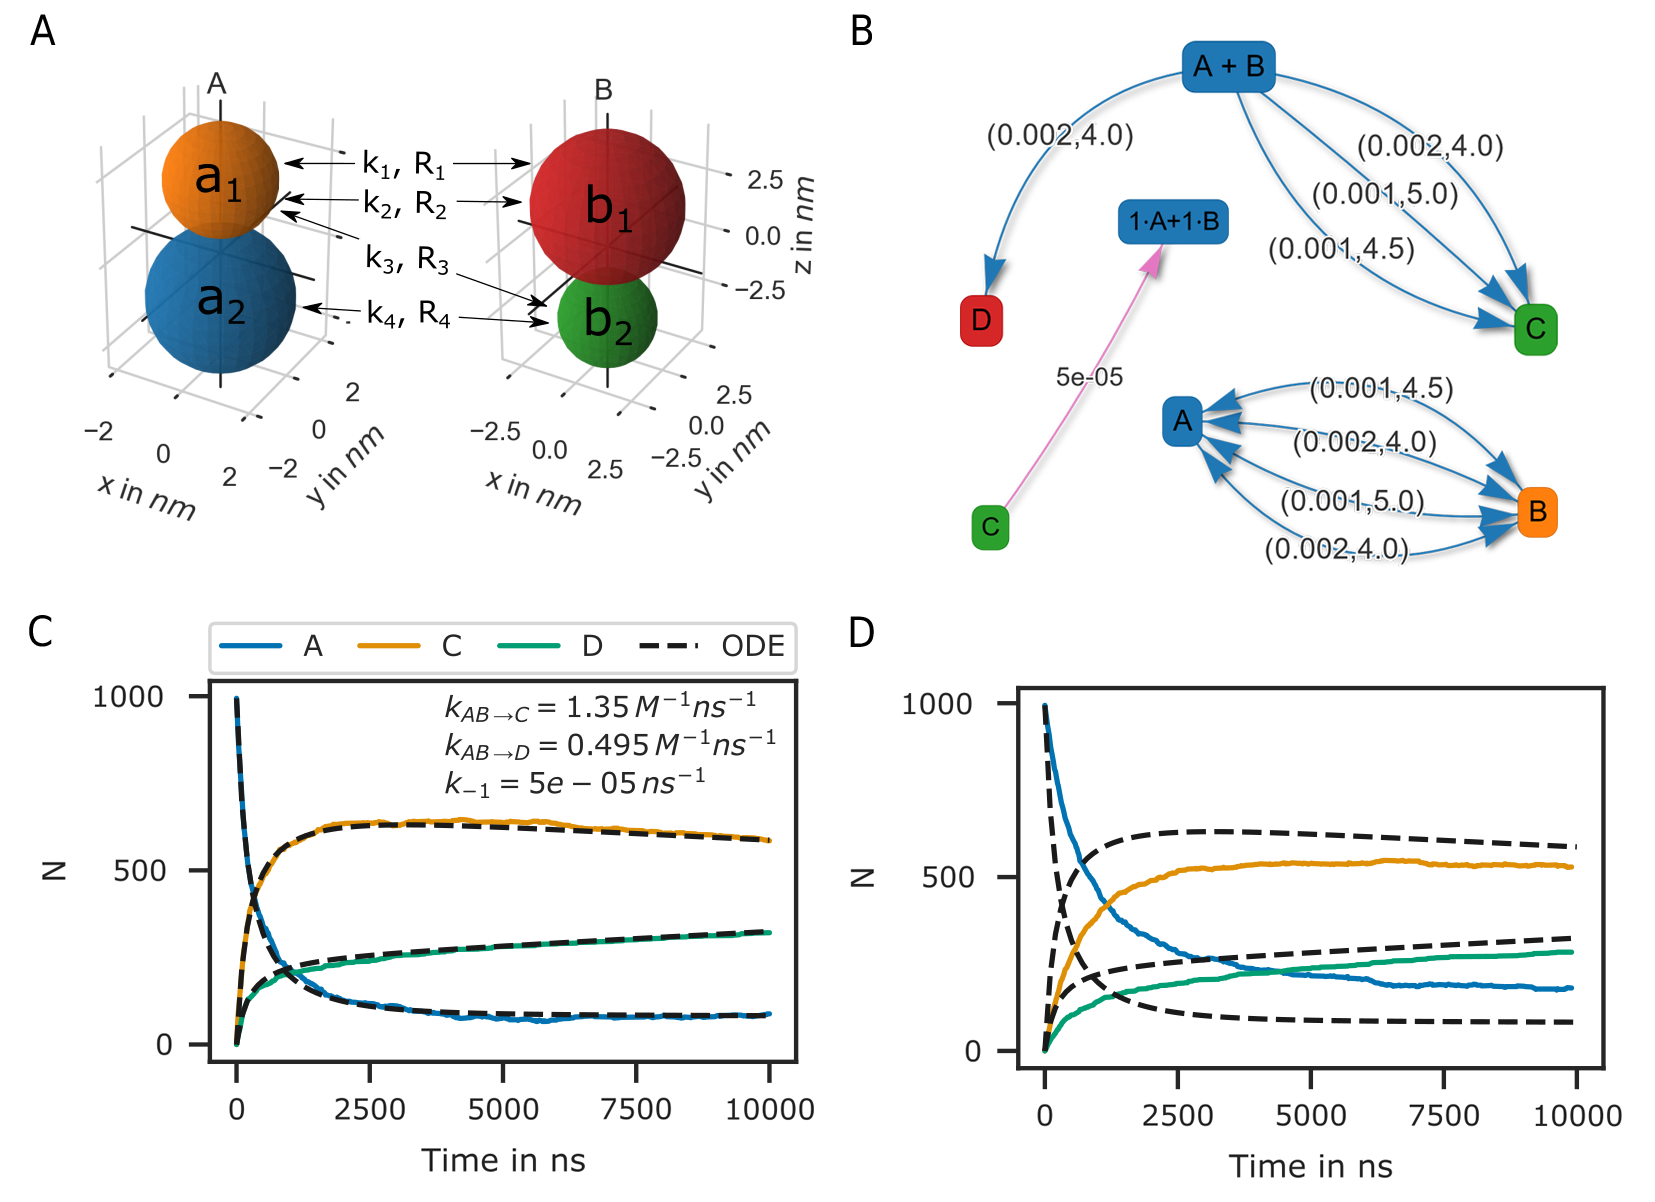 A
A
B
a1
a2
b1
b2
k1, R1
k2, R2
k3, R3
k4, R4
2.5
0.0
−2.5
z in nm
−2
0
2
x in nm
−2
0
2
y in nm
−2.5
0.0
2.5
x in nm
−2.5
0.0
2.5
y in nm
B
A + B
(0.002,4.0)
(0.002,4.0)
(0.001,5.0)
(0.001,4.5)
1·A+1·B
D
C
5e-05
C
A
B
(0.001,4.5)
(0.002,4.0)
(0.001,5.0)
(0.002,4.0)
C
A C D ODE
kAB→C = 1.35 M−1ns−1
kAB→D = 0.495 M−1ns−1
k−1 = 5e − 05 ns−1
1000
500
0
N
0 2500 5000 7500 10000
Time in ns
D
1000
500
0
N
0 2500 5000 7500 10000
Time in ns